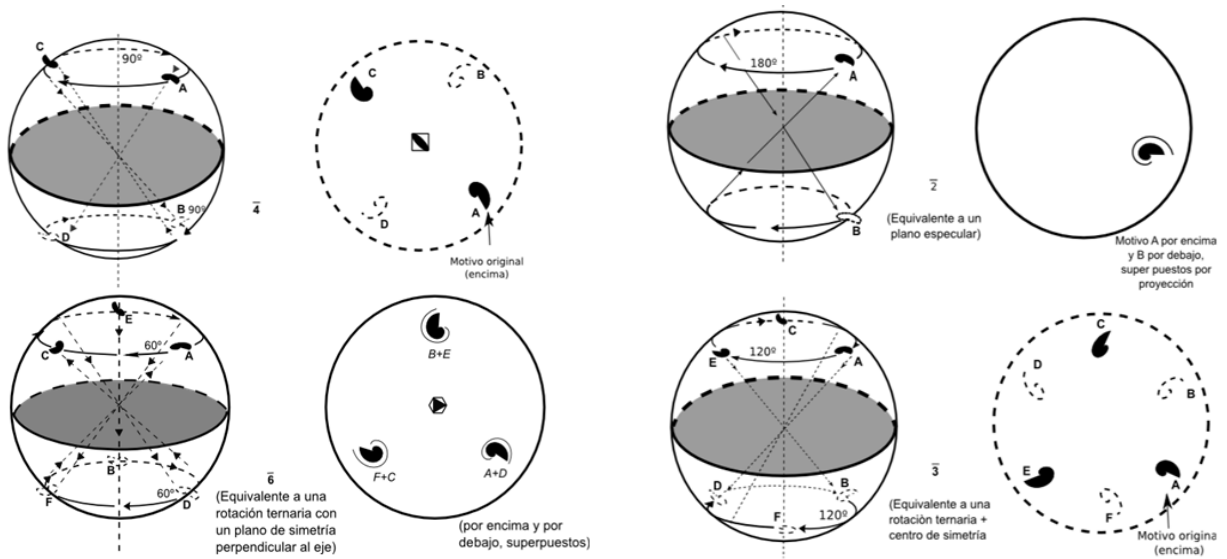 C
90º
A
B
90º
D
4
C
B
A
D
Motivo original
(encima)
180º
A
B
2
(Equivalente a un
plano especular)
Motivo A por encima
y B por debajo,
super puestos por
proyección
E
60º
C
A
B
60º
F
D
6
(Equivalente a una
rotación ternaria con
un plano de simetría
perpendicular al eje)
B+E
F+C
A+D
(por encima y por
debajo, superpuestos)
C
E
120º
A
D
B
F
120º
3
(Equivalente a una
rotaciòn ternaria +
centro de simetría
C
D
B
E
A
F
Motivo origina
(encima)